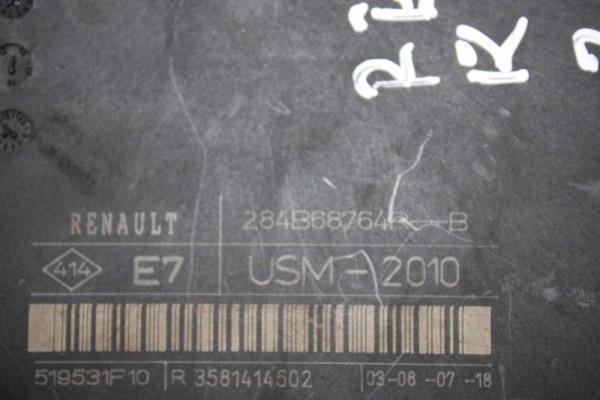 RENAULT 284B68764R--B
414 E7 USM-2010
519531F10 R 3581414502 03-08-07-18